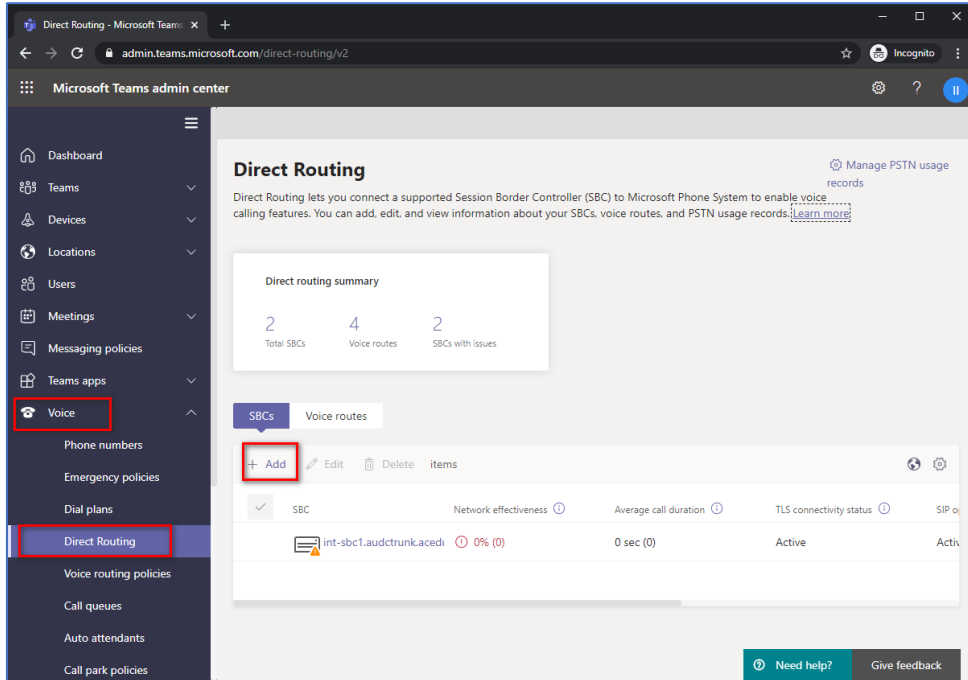 Direct Routing - Microsoft Teams
admin.teams.microsoft.com/direct-routing/v2
Incognito
Microsoft Teams admin center
II
Dashboard
Teams
Devices
Locations
Users
Meetings
Messaging policies
Teams apps
Voice
Phone numbers
Emergency policies
Dial plans
Direct Routing
Voice routing policies
Call queues
Auto attendants
Call park policies
Direct Routing
Manage PSTN usage
records
Direct Routing lets you connect a supported Session Border Controller (SBC) to Microsoft Phone System to enable voice
calling features. You can add, edit, and view information about your SBCs, voice routes, and PSTN usage records. Learn more
Direct routing summary
2 4 2
Total SBCs Voice routes SBCs with issues
SBCs Voice routes
+ Add Edit Delete items
SBC Network effectiveness Average call duration TLS connectivity status SIP
int-sbc1.audctrunk.aced 0% (0) 0 sec (0) Active Activ
Need help? Give feedback